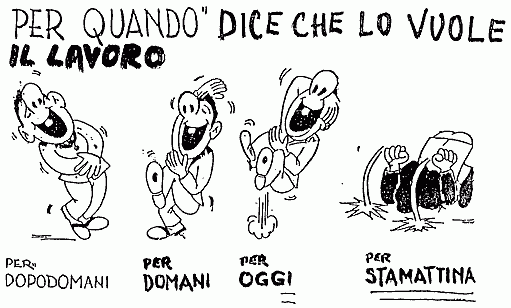 PER QUANDO" DICE CHE LO VUOLE
IL LAVORO
PER" DOPODOMANI
PER DOMANI
PER OGGI
PER STAMATTINA